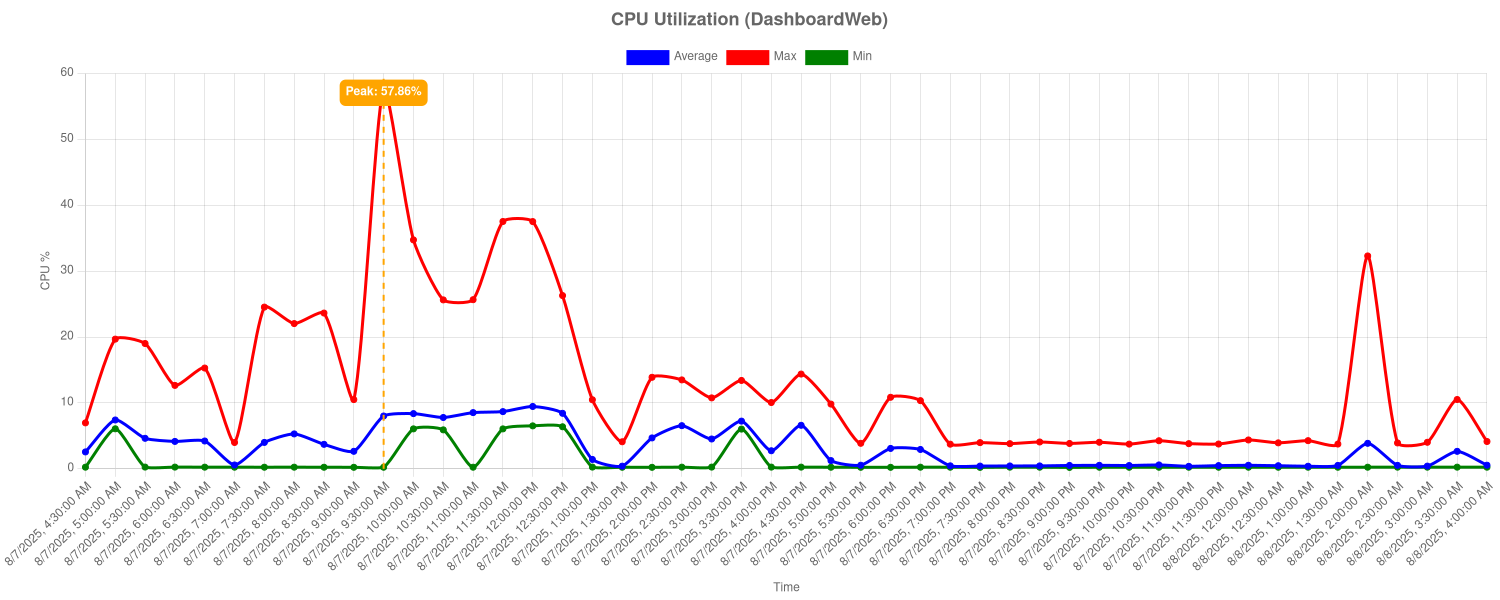 CPU Utilization (DashboardWeb)
Average Max Min
60
Peak: 57.86%
50
40
30
20
10
0
CPU %
8/7/2025, 4:30:00 AM
8/7/2025, 5:00:00 AM
8/7/2025, 5:30:00 AM
8/7/2025, 6:00:00 AM
8/7/2025, 6:30:00 AM
8/7/2025, 7:00:00 AM
8/7/2025, 7:30:00 AM
8/7/2025, 8:00:00 AM
8/7/2025, 8:30:00 AM
8/7/2025, 9:00:00 AM
8/7/2025, 9:30:00 AM
8/7/2025, 10:00:00 AM
8/7/2025, 10:30:00 AM
8/7/2025, 11:00:00 AM
8/7/2025, 11:30:00 AM
8/7/2025, 12:00:00 PM
8/7/2025, 12:30:00 PM
8/7/2025, 1:00:00 PM
8/7/2025, 1:30:00 PM
8/7/2025, 2:00:00 PM
8/7/2025, 2:30:00 PM
8/7/2025, 3:00:00 PM
8/7/2025, 3:30:00 PM
8/7/2025, 4:00:00 PM
8/7/2025, 4:30:00 PM
8/7/2025, 5:00:00 PM
8/7/2025, 5:30:00 PM
8/7/2025, 6:00:00 PM
8/7/2025, 6:30:00 PM
8/7/2025, 7:00:00 PM
8/7/2025, 7:30:00 PM
8/7/2025, 8:00:00 PM
8/7/2025, 8:30:00 PM
8/7/2025, 9:00:00 PM
8/7/2025, 9:30:00 PM
8/7/2025, 10:00:00 PM
8/7/2025, 10:30:00 PM
8/7/2025, 11:00:00 PM
8/7/2025, 11:30:00 PM
8/8/2025, 12:00:00 AM
8/8/2025, 12:30:00 AM
8/8/2025, 1:00:00 AM
8/8/2025, 1:30:00 AM
8/8/2025, 2:00:00 AM
8/8/2025, 2:30:00 AM
8/8/2025, 3:00:00 AM
8/8/2025, 3:30:00 AM
8/8/2025, 4:00:00 AM
Time